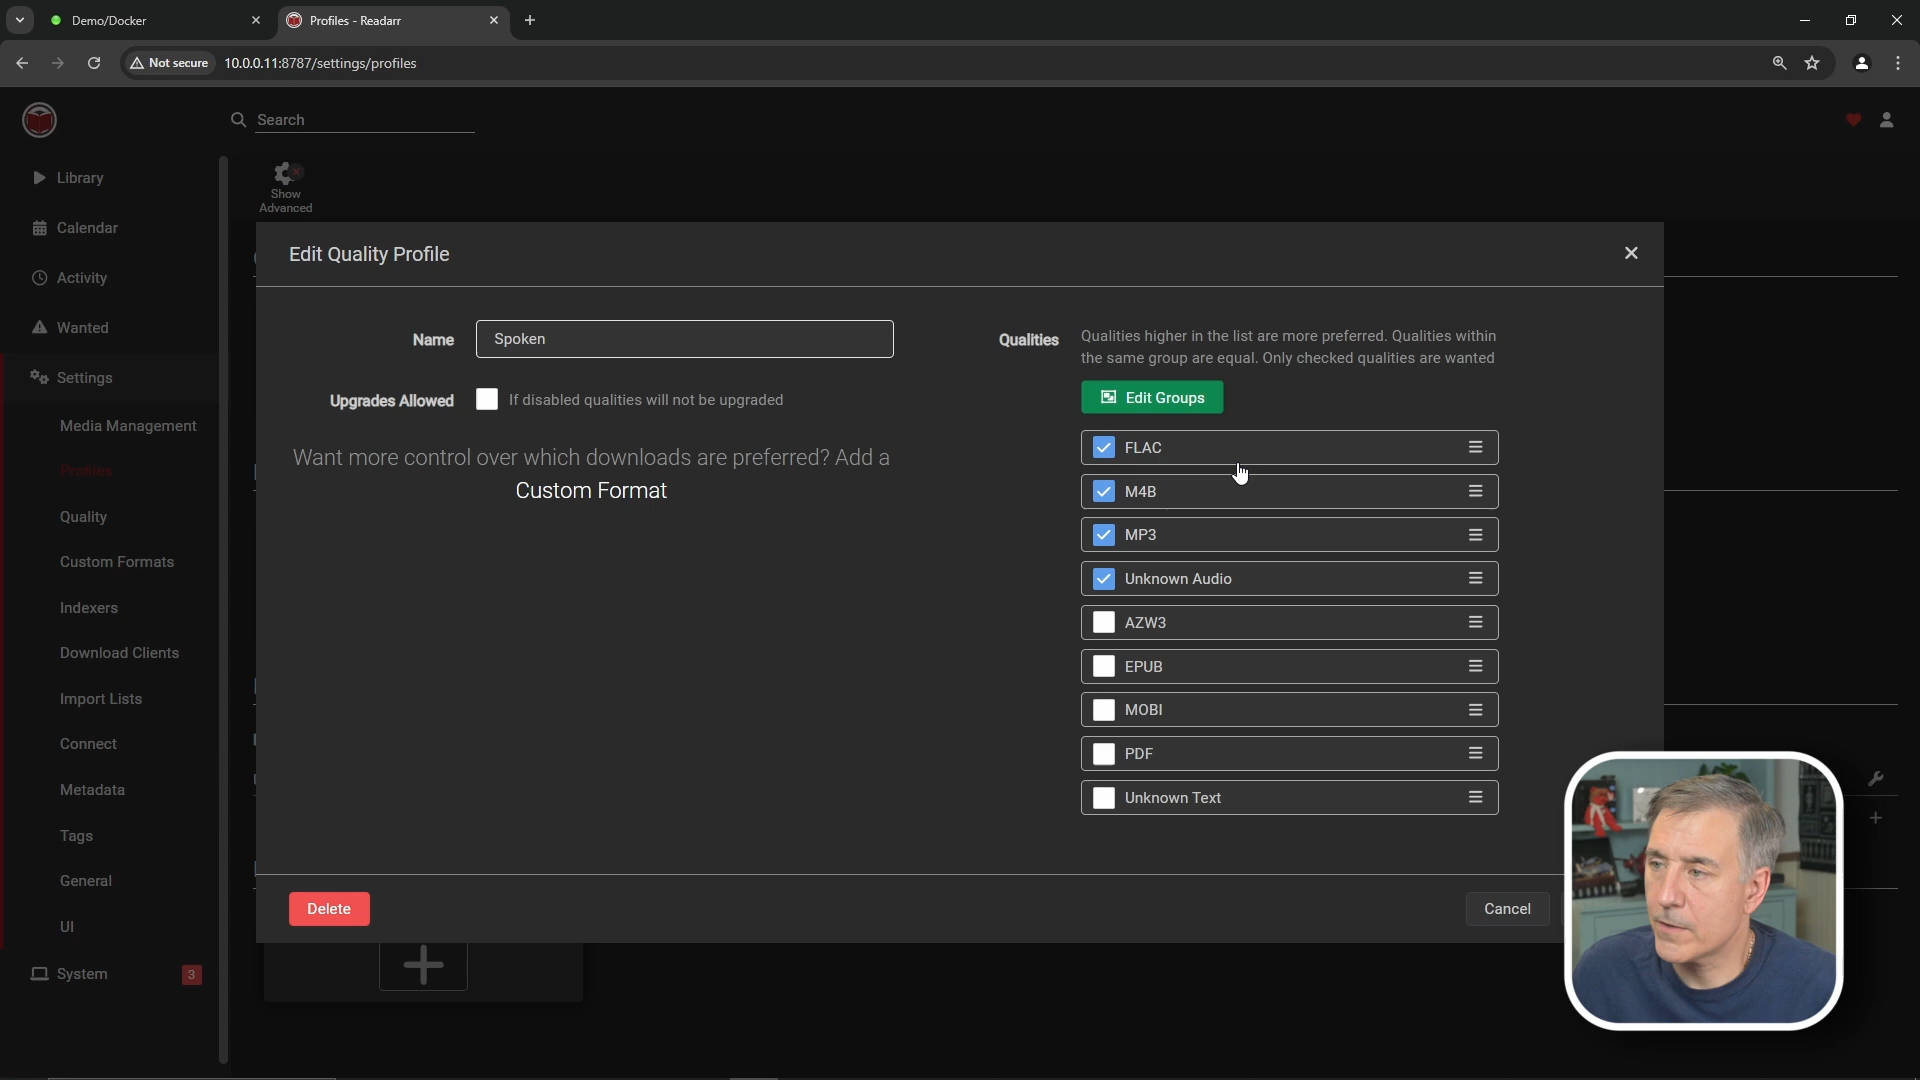 Demo/Docker
Profiles - Readarr
Not secure
10.0.0.11:8787/settings/profiles
Search
Library
Calendar
Activity
Wanted
Settings
Media Management
Profiles
Quality
Custom Formats
Indexers
Download Clients
Import Lists
Connect
Metadata
Tags
General
UI
System
3
Show
Advanced
Edit Quality Profile
Name
Spoken
Upgrades Allowed
If disabled qualities will not be upgraded
Want more control over which downloads are preferred? Add a
Custom Format
Qualities
Qualities higher in the list are more preferred. Qualities within
the same group are equal. Only checked qualities are wanted
Edit Groups
FLAC
M4B
MP3
Unknown Audio
AZW3
EPUB
MOBI
PDF
Unknown Text
Delete
Cancel